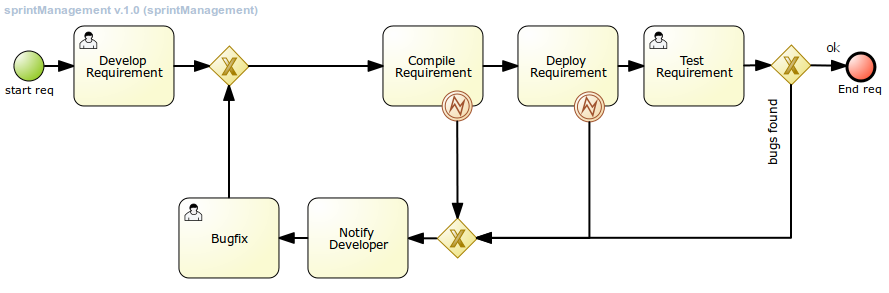 sprintManagement v.1.0 (sprintManagement)
Develop
Requirement
start req
Compile
Requirement
Deploy
Requirement
Test
Requirement
ok
End req
bugs found
Bugfix
Notify
Developer